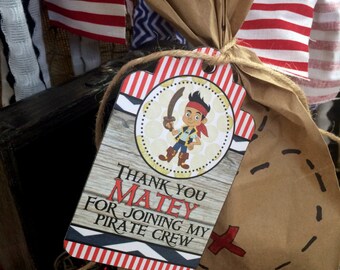 Thank you
Matey
for joining my
pirate crew